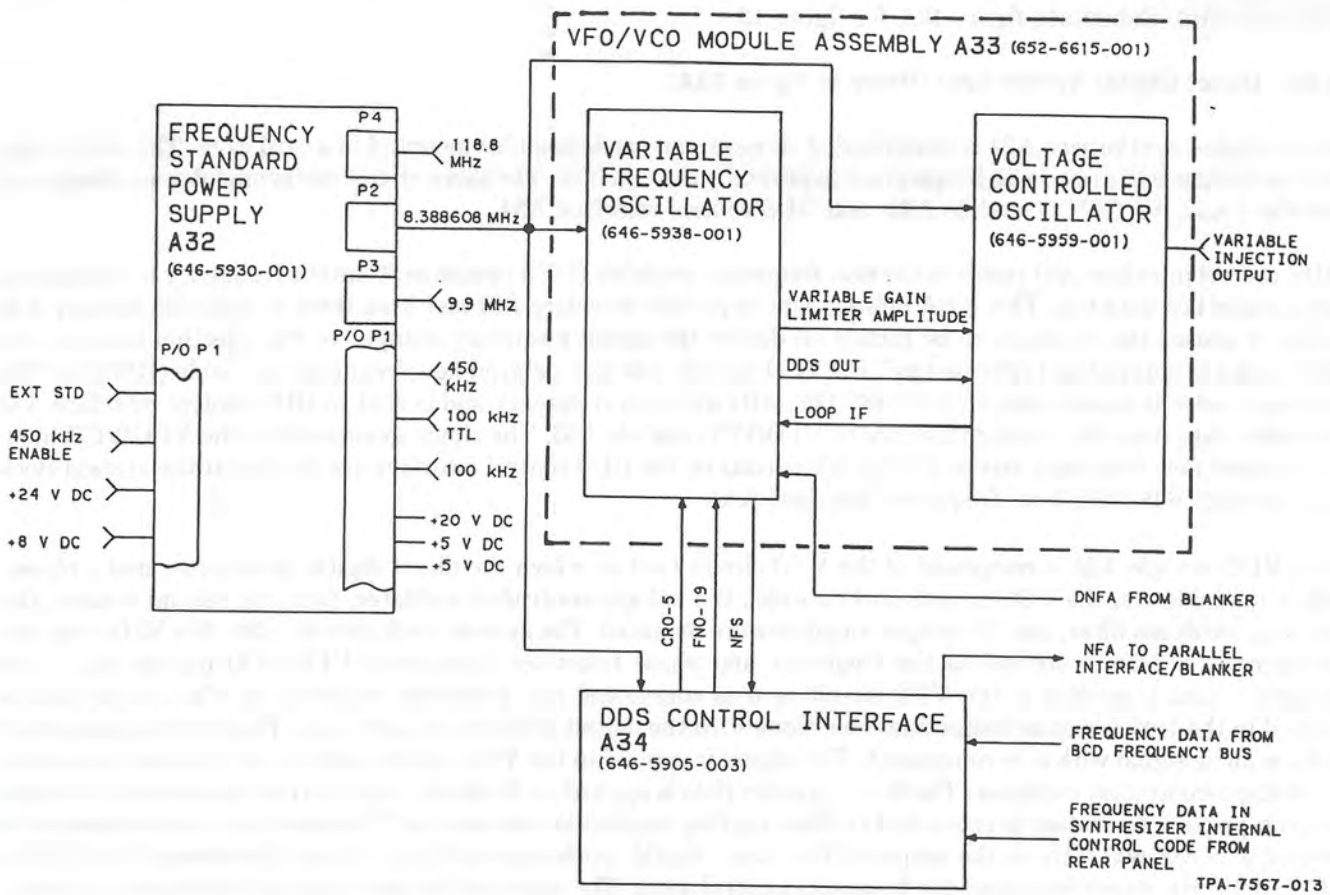 VFO/VCO MODULE ASSEMBLY A33 (652-6615-001)
FREQUENCY
STANDARD
POWER
SUPPLY
A32
(646-5930-001)
P4
P2
P3
P/O P1
P/O P1
118.8
MHz
8.388608 MHz
9.9 MHz
450
kHz
100 kHz
TTL
100 kHz
+20 V DC
+5 V DC
+5 V DC
EXT STD
450 kHz
ENABLE
+24 V DC
+8 V DC
VARIABLE
FREQUENCY
OSCILLATOR
(646-5938-001)
VOLTAGE
CONTROLLED
OSCILLATOR
(646-5959-001)
VARIABLE
INJECTION
OUTPUT
VARIABLE GAIN
LIMITER AMPLITUDE
DDS OUT
LOOP IF
CR0-5
NO-19
NFS
DNFA FROM BLANKER
NFA TO PARALLEL
INTERFACE/BLANKER
DDS CONTROL INTERFACE
A34
(646-5905-003)
FREQUENCY DATA FROM
BCD FREQUENCY BUS
FREQUENCY DATA IN
SYNTHESIZER INTERNAL
CONTROL CODE FROM
REAR PANEL
TPA-7567-013